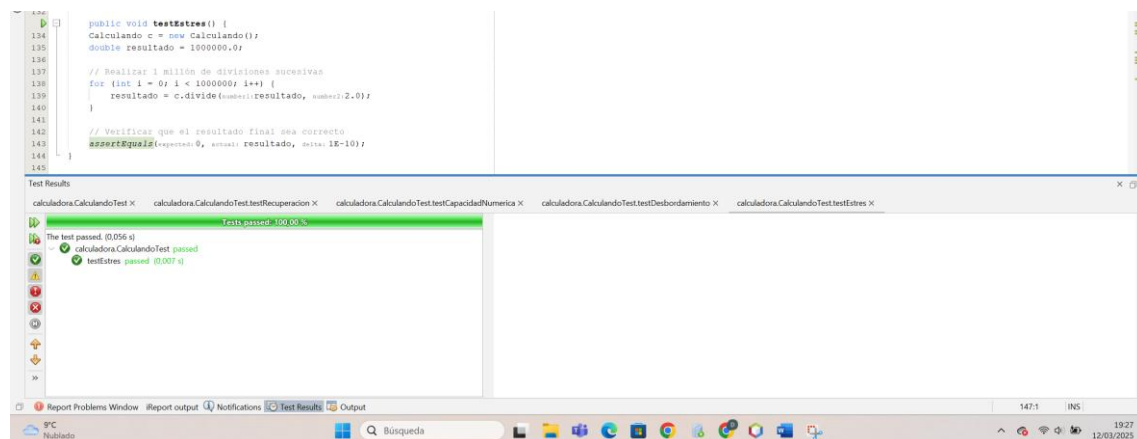 132
public void testEstres() {
134 Calculando c = new Calculando();
135 double resultado = 1000000.0;
136
137 // Realizar 1 millón de divisiones sucesivas
138 for (int i = 0; i < 1000000; i++) {
139 resultado = c.divide(number1:resultado, number2:2.0);
140 }
141
142 // Verificar que el resultado final sea correcto
143 assertEquals(expected:0, actual: resultado, delta: 1E-10);
144 }
145
Test Results
calculadora.CalculandoTest × calculadora.CalculandoTest.testRecuperacion × calculadora.CalculandoTest.testCapacidadNumerica × calculadora.CalculandoTest.testDesbordamiento × calculadora.CalculandoTest.testEstres ×
Tests passed: 100,00 %
The test passed. (0,056 s)
calculadora.CalculandoTest passed
testEstres passed (0,007 s)
Report Problems Window iReport output Notifications Test Results Output 147:1 INS
9°C
Nublado
Búsqueda
19:27
12/03/2025